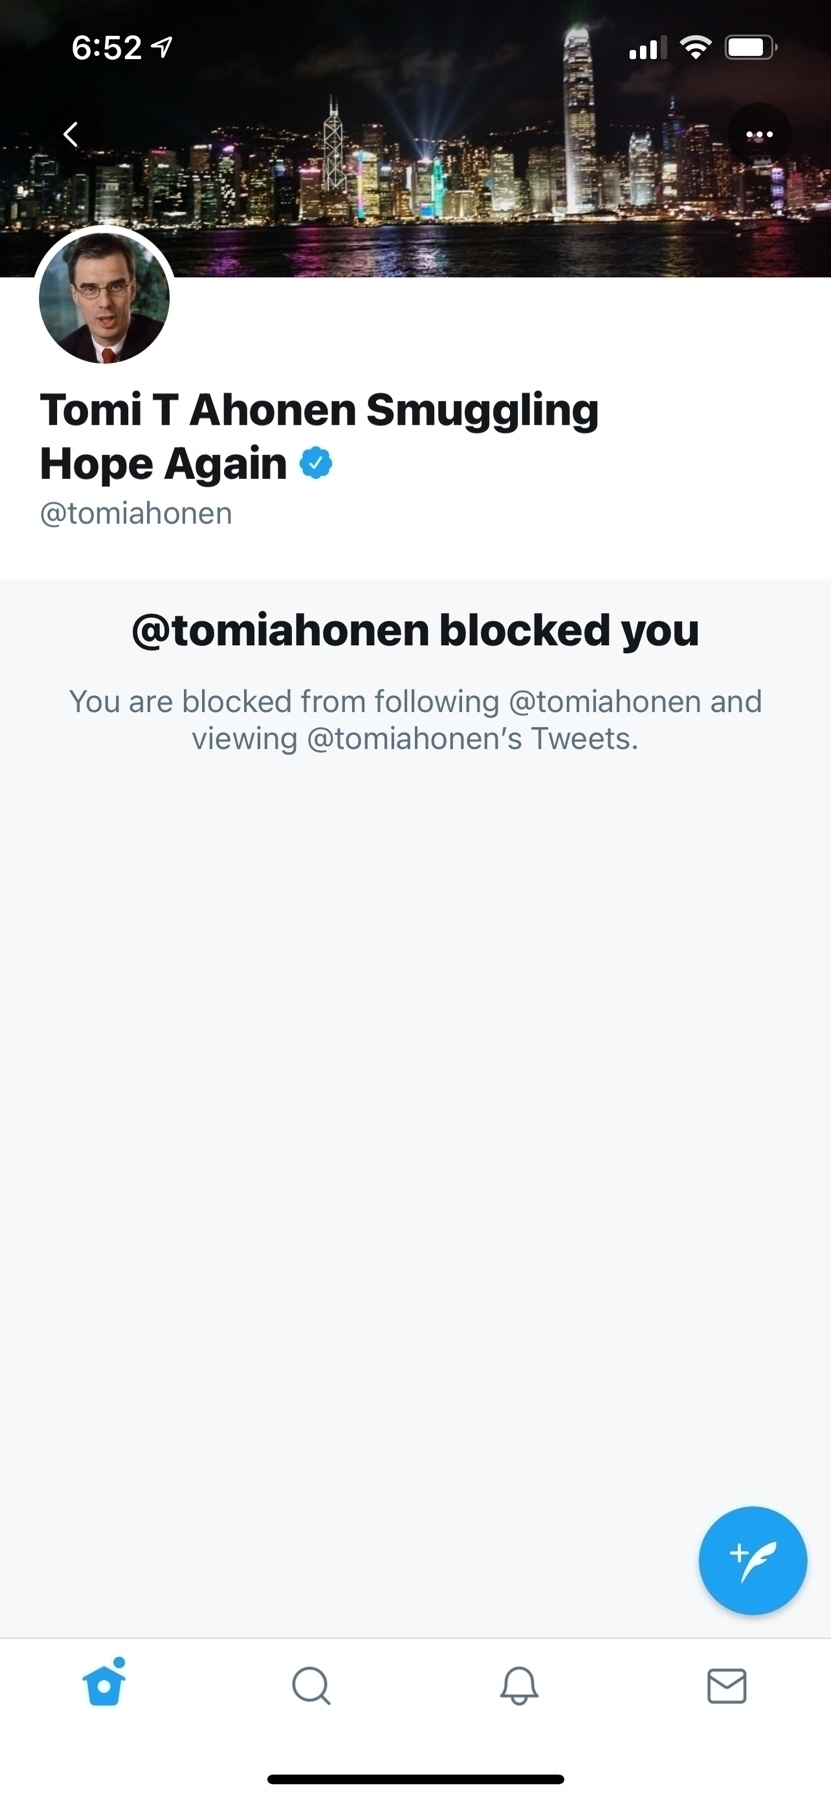 6:52
Tomi T Ahonen Smuggling
Hope Again
@tomiahonen
@tomiahonen blocked you
You are blocked from following @tomiahonen and
viewing @tomiahonen’s Tweets.